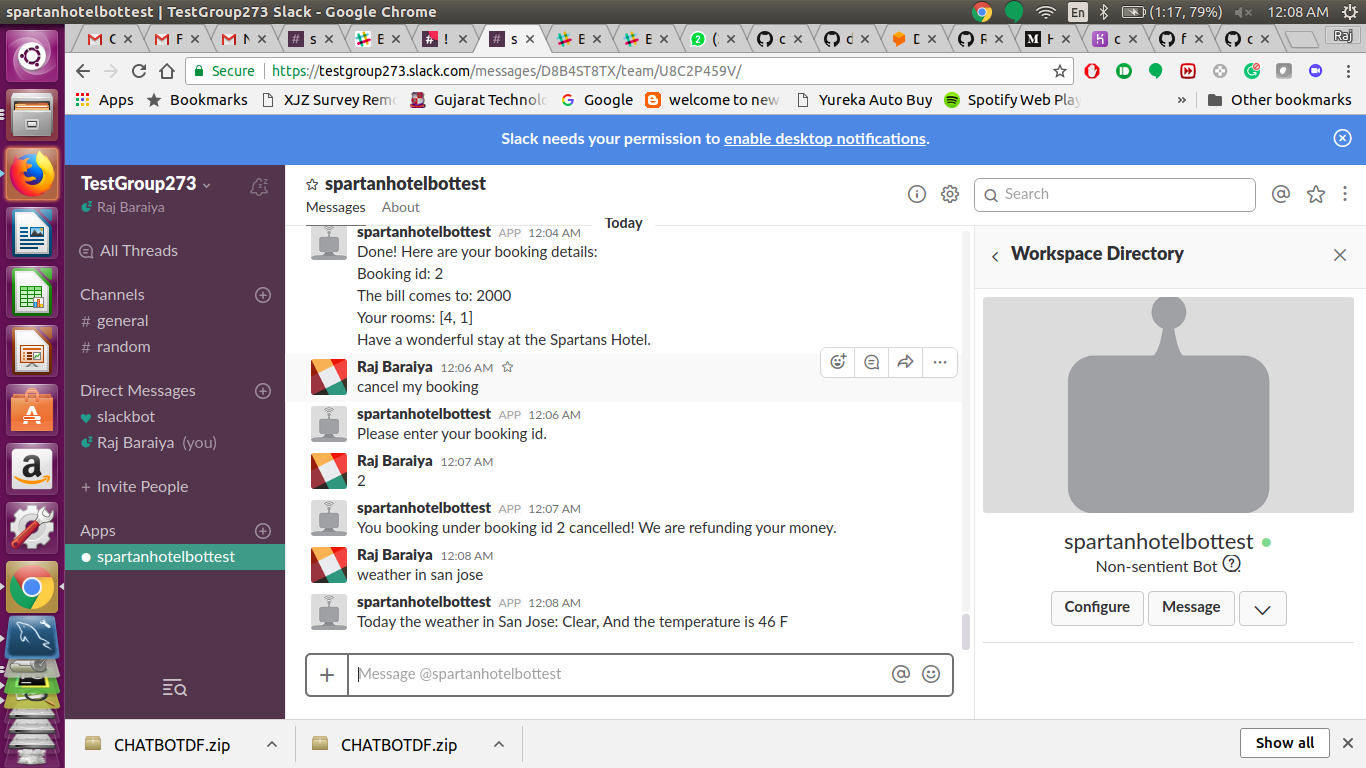 spartanhotelbottest | TestGroup273 Slack - Google Chrome
En
(1:17, 79%)
12:08 AM
Raj
Secure
https://testgroup273.slack.com/messages/D8B4ST8TX/team/U8C2P459V/
Apps
Bookmarks
XJZ Survey Remo
Gujarat Technolo
Google
welcome to new
Yureka Auto Buy
Spotify Web Play
»
Other bookmarks
Slack needs your permission to enable desktop notifications.
TestGroup273
Raj Baraiya
All Threads
Channels
# general
# random
Direct Messages
slackbot
Raj Baraiya (you)
+ Invite People
Apps
spartanhotelbottest
spartanhotelbottest
Messages About
Search
Today
spartanhotelbottest APP 12:04 AM
Done! Here are your booking details:
Booking id: 2
The bill comes to: 2000
Your rooms: [4, 1]
Have a wonderful stay at the Spartans Hotel.
Raj Baraiya 12:06 AM
cancel my booking
spartanhotelbottest APP 12:06 AM
Please enter your booking id.
Raj Baraiya 12:07 AM
2
spartanhotelbottest APP 12:07 AM
You booking under booking id 2 cancelled! We are refunding your money.
Raj Baraiya 12:08 AM
weather in san jose
spartanhotelbottest APP 12:08 AM
Today the weather in San Jose: Clear, And the temperature is 46 F
Message @spartanhotelbottest
Workspace Directory
spartanhotelbottest
Non-sentient Bot
Configure
Message
CHATBOTDF.zip
CHATBOTDF.zip
Show all